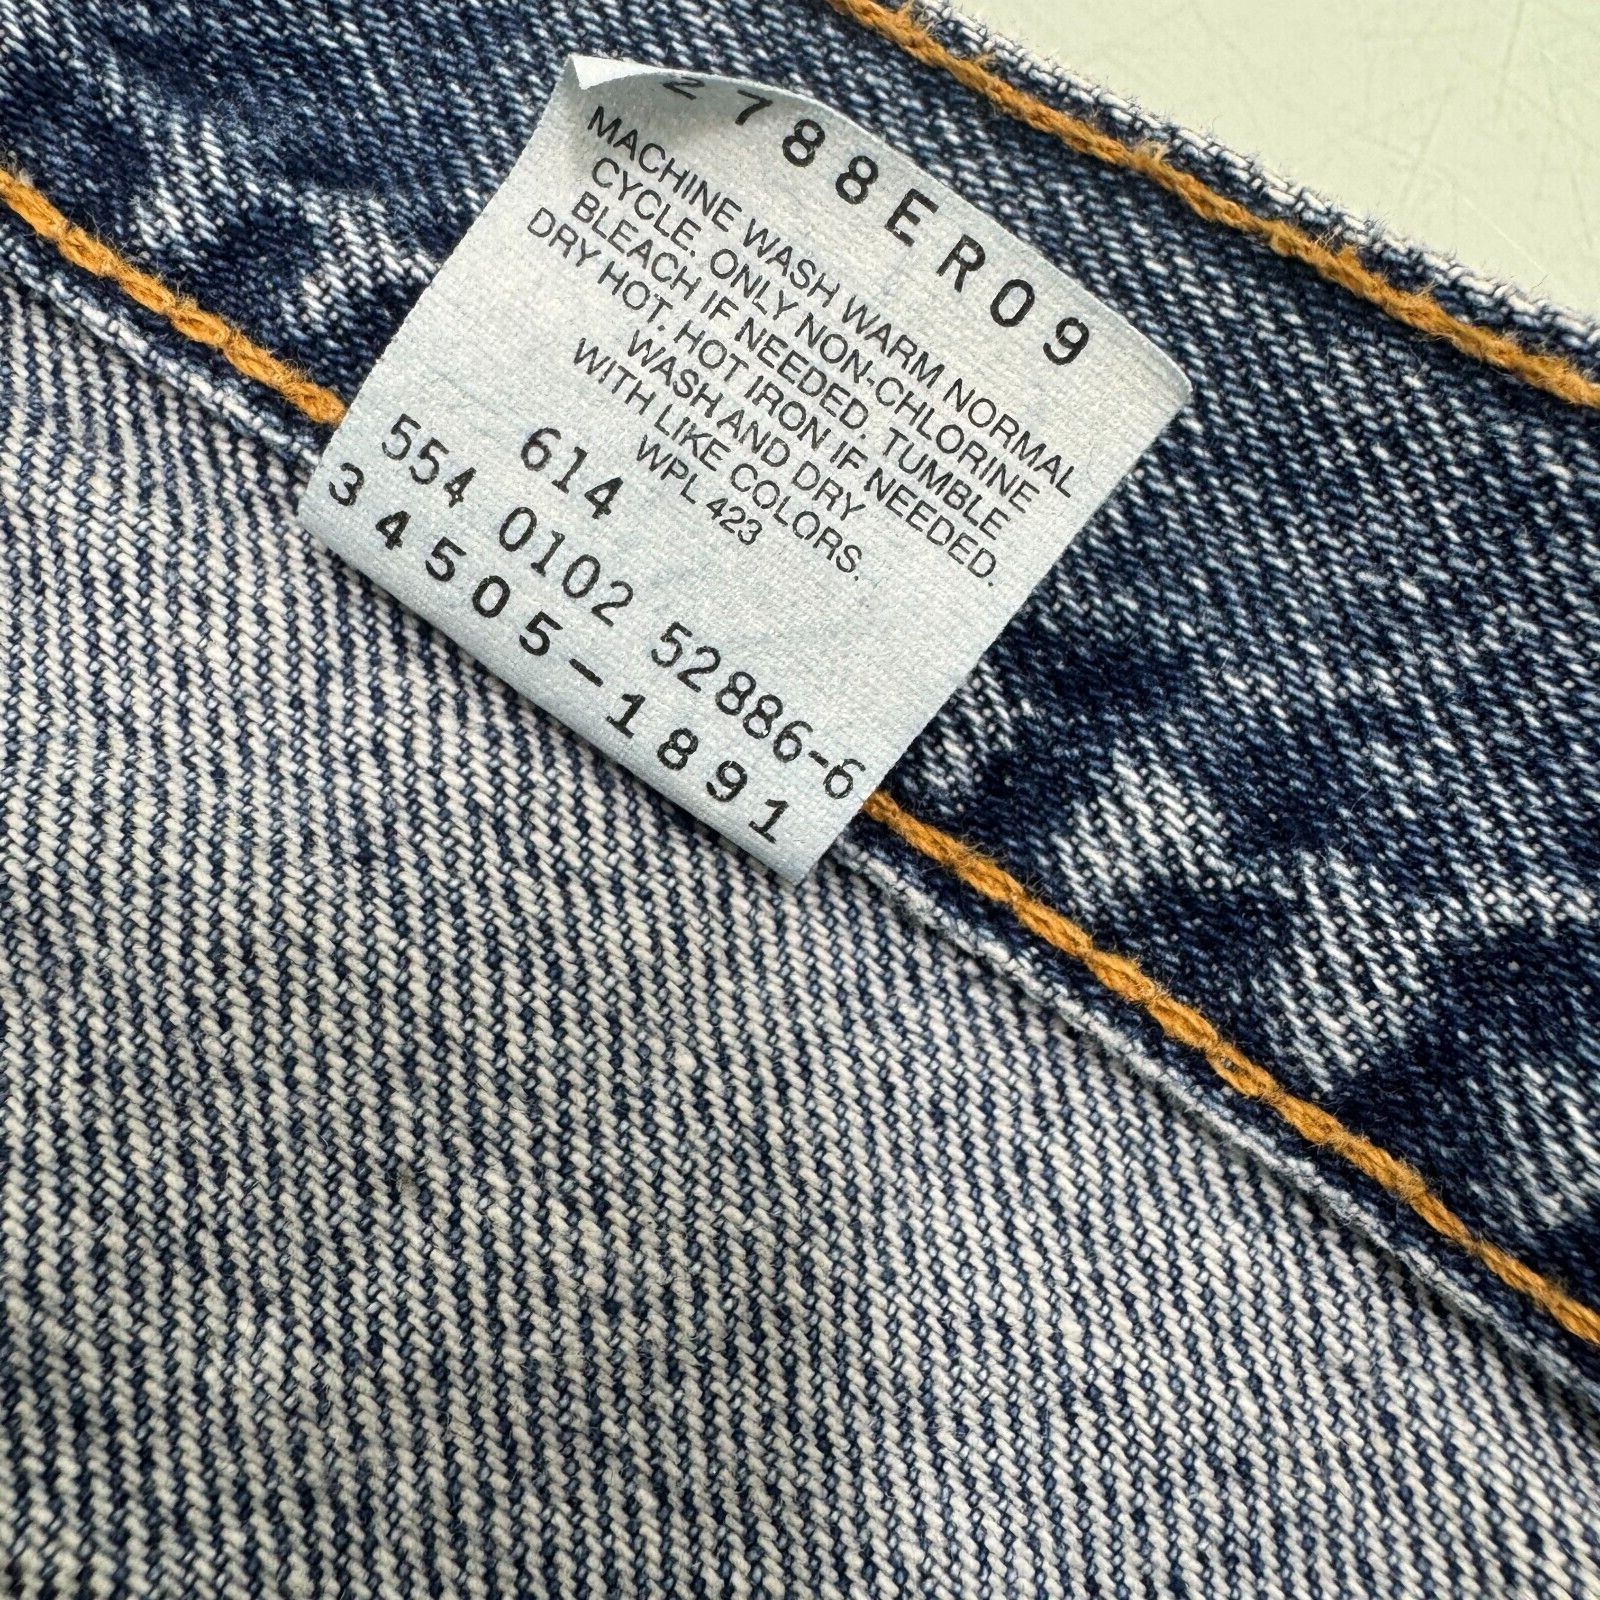 2788ER09
MACHINE WASH WARM NORMAL
CYCLE. ONLY NON-CHLORINE
BLEACH IF NEEDED. TUMBLE
DRY HOT. HOT IRON IF NEEDED.
WASH AND DRY
WITH LIKE COLORS.
WPL 423
614
554 0102 52886-6
34505-1891